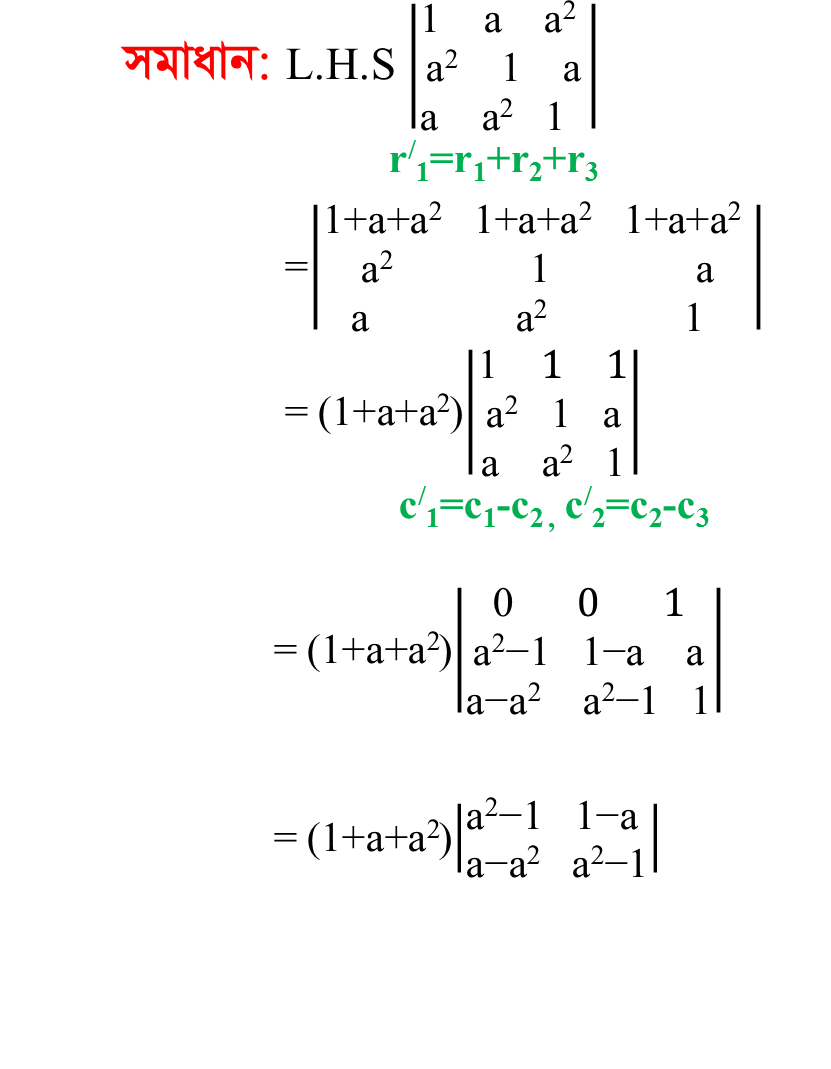 সমাধান: L.H.S |1 a a²|
|a² 1 a|
|a a² 1|
r/₁=r₁+r₂+r₃
|1+a+a² 1+a+a² 1+a+a²|
=|a² 1 a|
|a a² 1|
|1 1 1|
= (1+a+a²)|a² 1 a|
|a a² 1|
c/₁=c₁-c₂, c/₂=c₂-c₃
|0 0 1|
= (1+a+a²)|a²−1 1−a a|
|a−a² a²−1 1|
= (1+a+a²)|a²−1 1−a|
|a−a² a²−1|